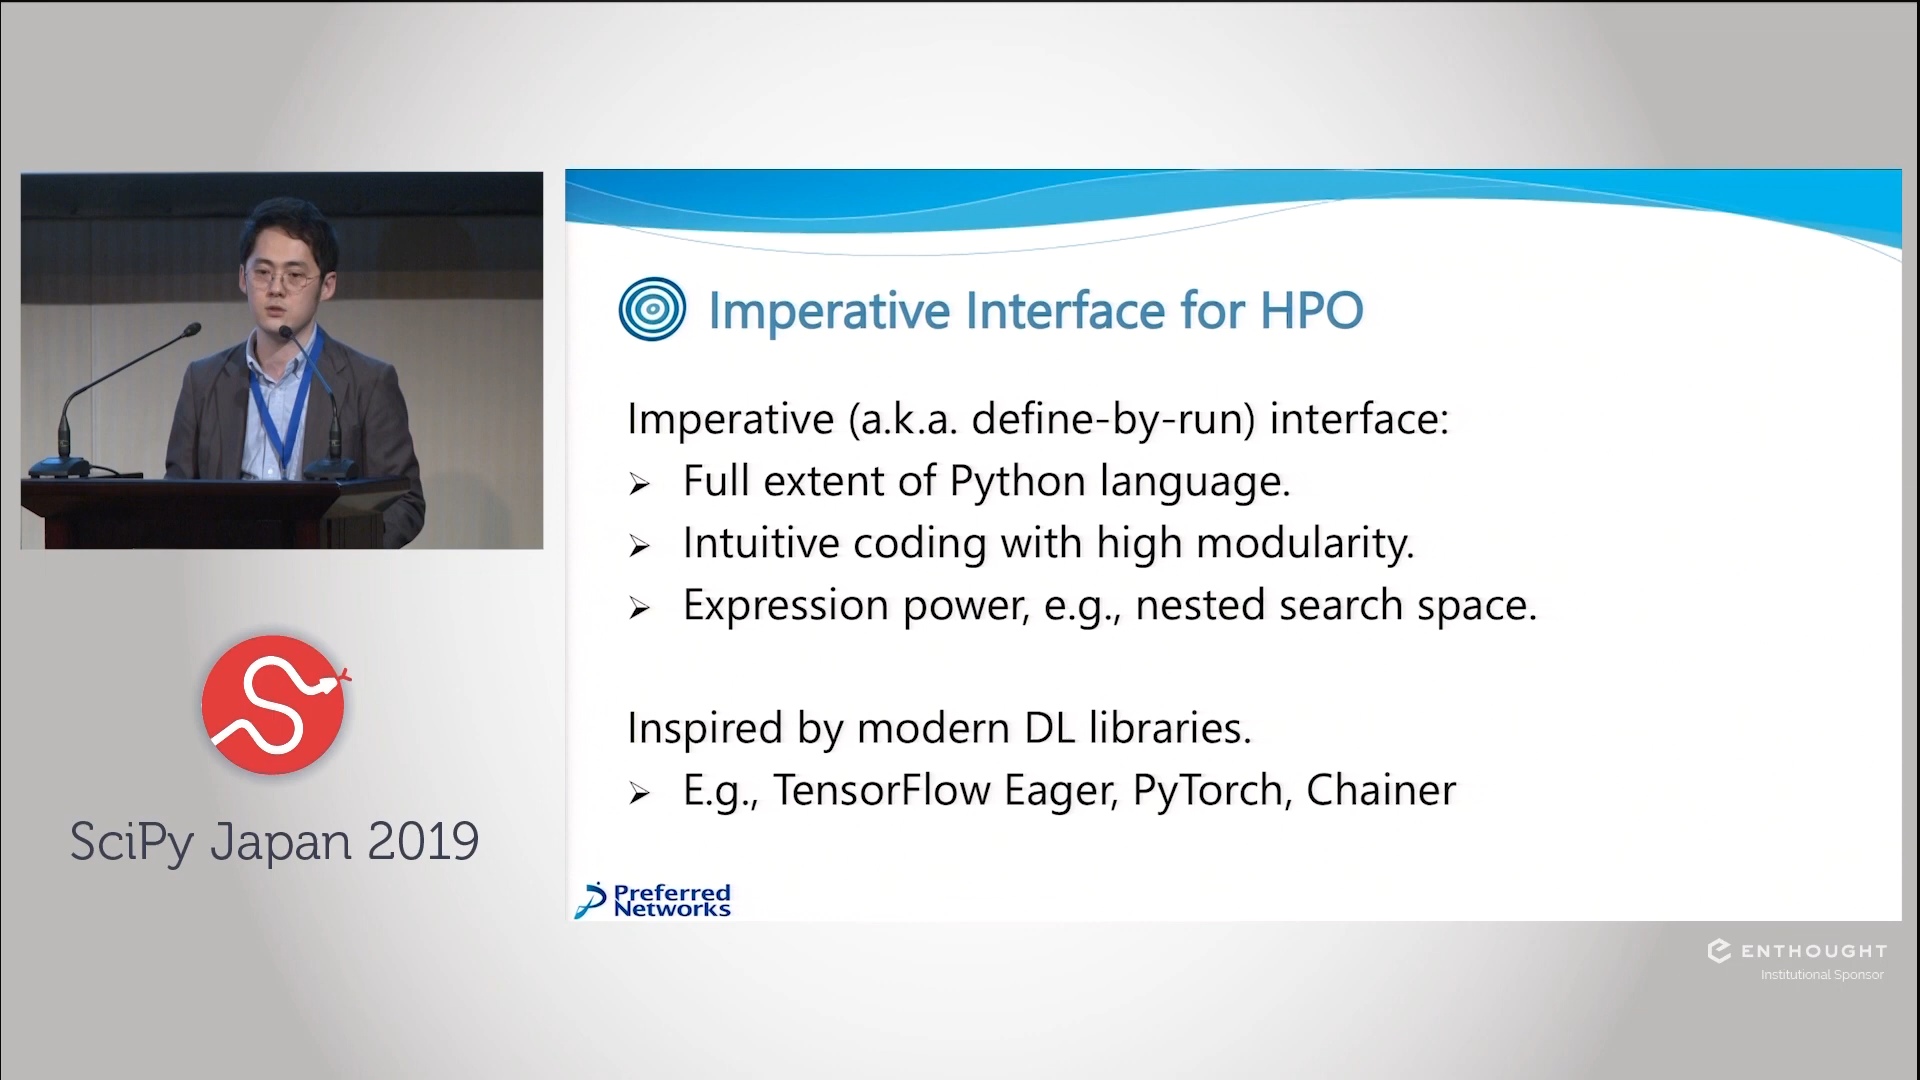 Imperative Interface for HPO
Imperative (a.k.a. define-by-run) interface:
Full extent of Python language.
Intuitive coding with high modularity.
Expression power, e.g., nested search space.
Inspired by modern DL libraries.
E.g., TensorFlow Eager, PyTorch, Chainer
Preferred
Networks
SciPy Japan 2019
ENTHOUGHT
Institutional Sponsor